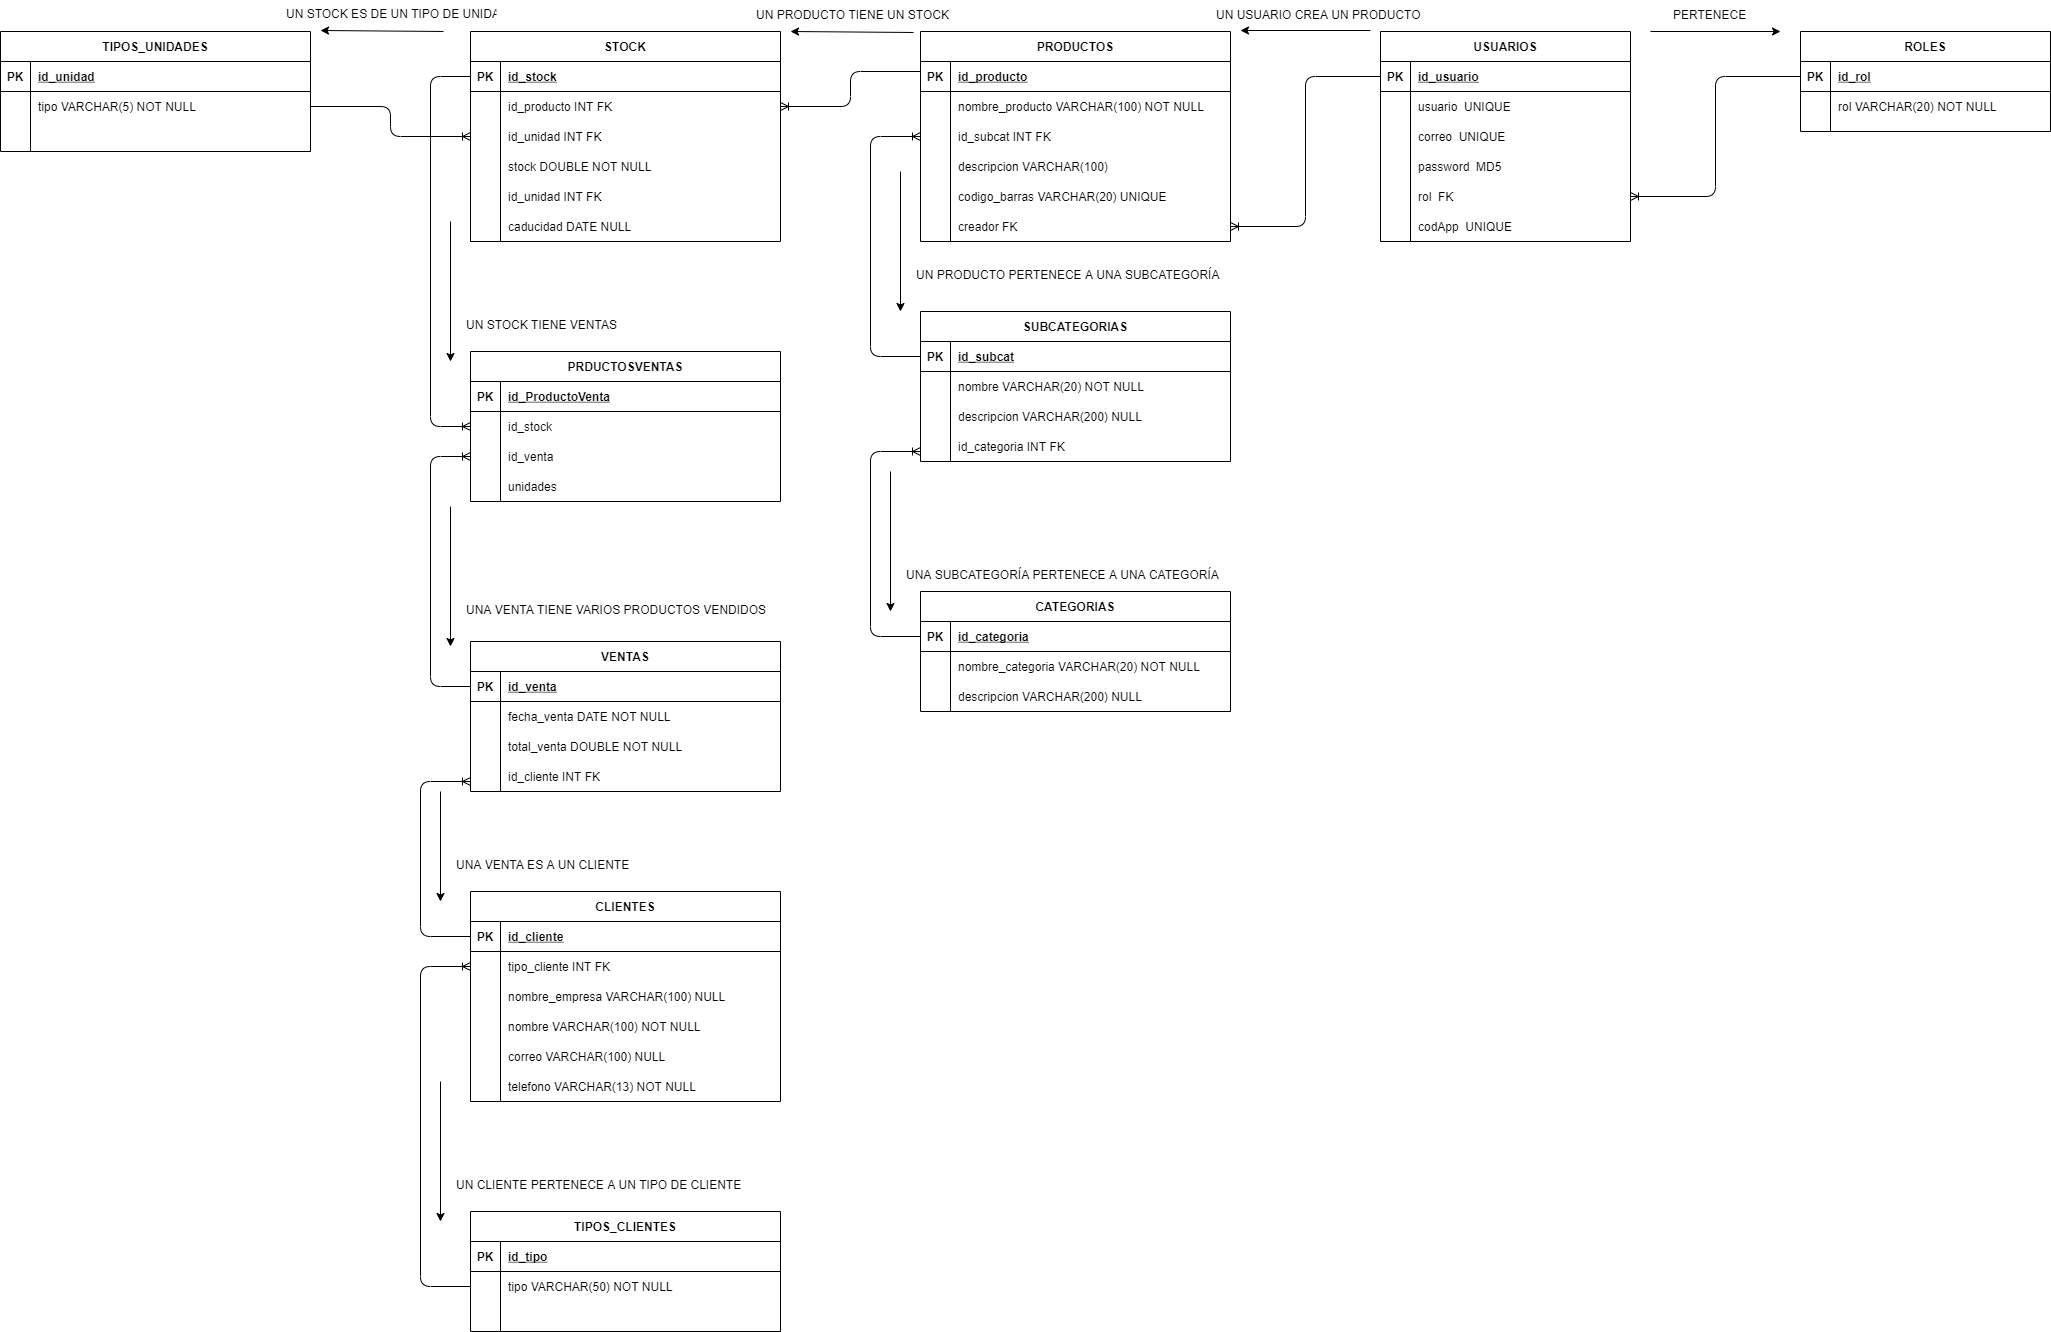 UN STOCK ES DE UN TIPO DE UNIDA
UN PRODUCTO TIENE UN STOCK
UN USUARIO CREA UN PRODUCTO
PERTENECE
TIPOS_UNIDADES
PK id_unidad
tipo VARCHAR(5) NOT NULL
STOCK
PK id_stock
id_producto INT FK
id_unidad INT FK
stock DOUBLE NOT NULL
id_unidad INT FK
caducidad DATE NULL
PRODUCTOS
PK id_producto
nombre_producto VARCHAR(100) NOT NULL
id_subcat INT FK
descripcion VARCHAR(100)
codigo_barras VARCHAR(20) UNIQUE
creador FK
USUARIOS
PK id_usuario
usuario UNIQUE
correo UNIQUE
password MD5
rol FK
codApp UNIQUE
ROLES
PK id_rol
rol VARCHAR(20) NOT NULL
UN PRODUCTO PERTENECE A UNA SUBCATEGORÍA
UN STOCK TIENE VENTAS
SUBCATEGORIAS
PK id_subcat
nombre VARCHAR(20) NOT NULL
descripcion VARCHAR(200) NULL
id_categoria INT FK
PRDUCTOSVENTAS
PK id_ProductoVenta
id_stock
id_venta
unidades
UNA SUBCATEGORÍA PERTENECE A UNA CATEGORÍA
CATEGORIAS
PK id_categoria
nombre_categoria VARCHAR(20) NOT NULL
descripcion VARCHAR(200) NULL
UNA VENTA TIENE VARIOS PRODUCTOS VENDIDOS
VENTAS
PK id_venta
fecha_venta DATE NOT NULL
total_venta DOUBLE NOT NULL
id_cliente INT FK
UNA VENTA ES A UN CLIENTE
CLIENTES
PK id_cliente
tipo_cliente INT FK
nombre_empresa VARCHAR(100) NULL
nombre VARCHAR(100) NOT NULL
correo VARCHAR(100) NULL
telefono VARCHAR(13) NOT NULL
UN CLIENTE PERTENECE A UN TIPO DE CLIENTE
TIPOS_CLIENTES
PK id_tipo
tipo VARCHAR(50) NOT NULL